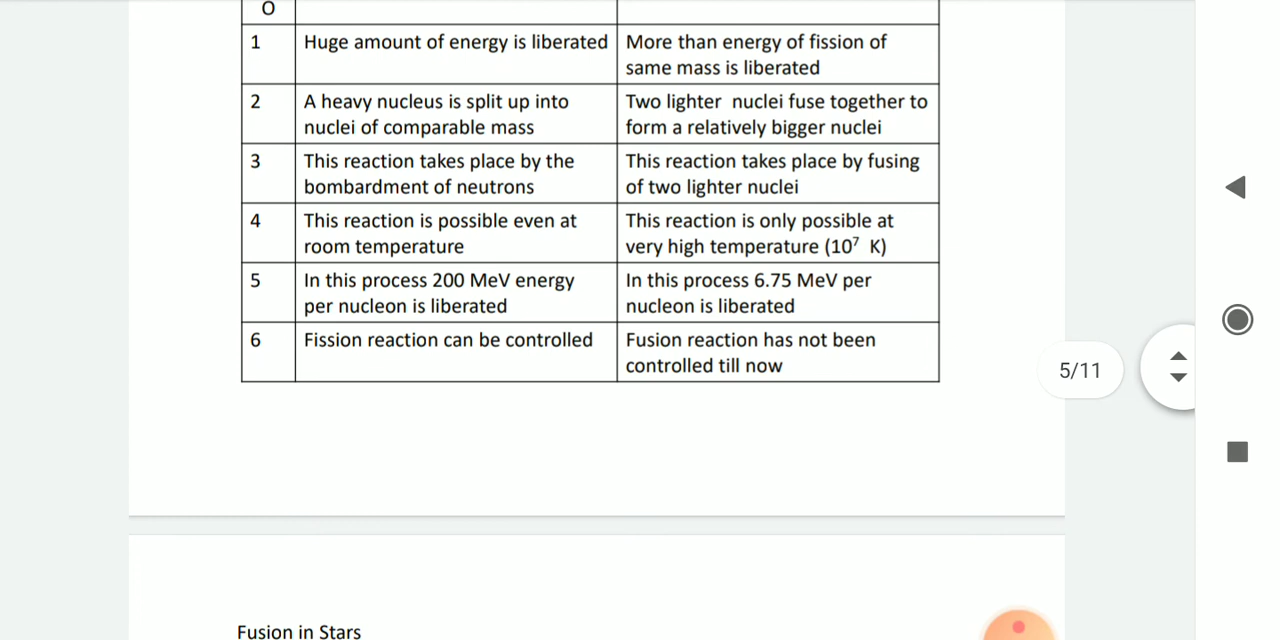 O
1 Huge amount of energy is liberated More than energy of fission of
same mass is liberated
2 A heavy nucleus is split up into Two lighter nuclei fuse together to
nuclei of comparable mass form a relatively bigger nuclei
3 This reaction takes place by the This reaction takes place by fusing
bombardment of neutrons of two lighter nuclei
4 This reaction is possible even at This reaction is only possible at
room temperature very high temperature (10⁷ K)
5 In this process 200 MeV energy In this process 6.75 MeV per
per nucleon is liberated nucleon is liberated
6 Fission reaction can be controlled Fusion reaction has not been
controlled till now
5/11
Fusion in Stars